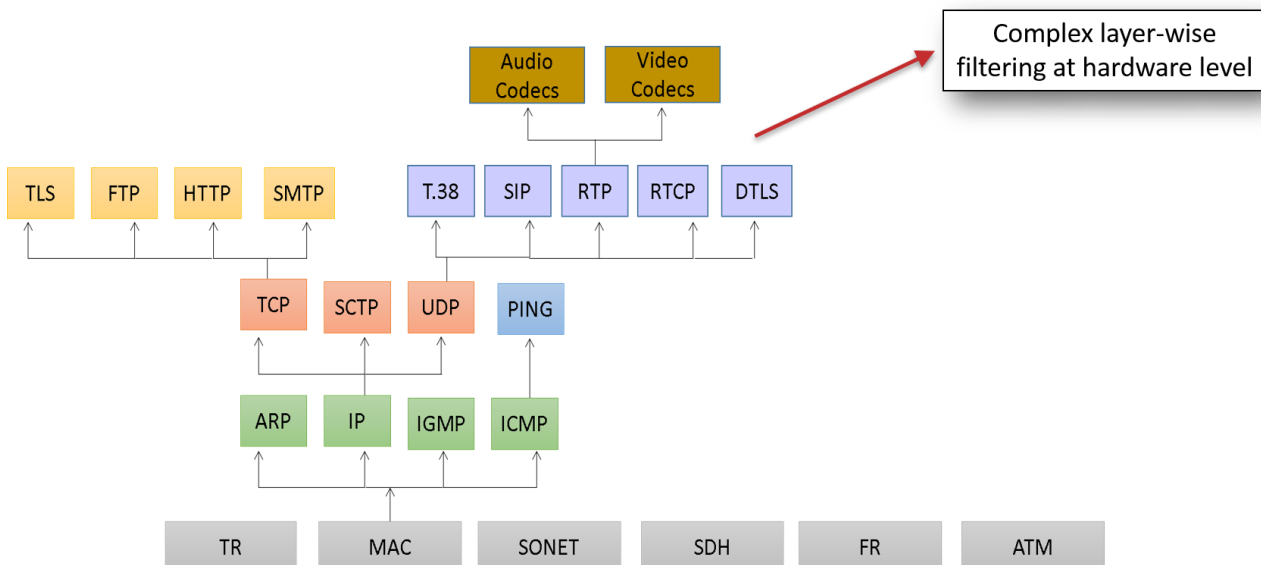 Complex layer-wise
filtering at hardware level
Audio
Codecs
Video
Codecs
TLS
FTP
HTTP
SMTP
T.38
SIP
RTP
RTCP
DTLS
TCP
SCTP
UDP
PING
ARP
IP
IGMP
ICMP
TR
MAC
SONET
SDH
FR
ATM